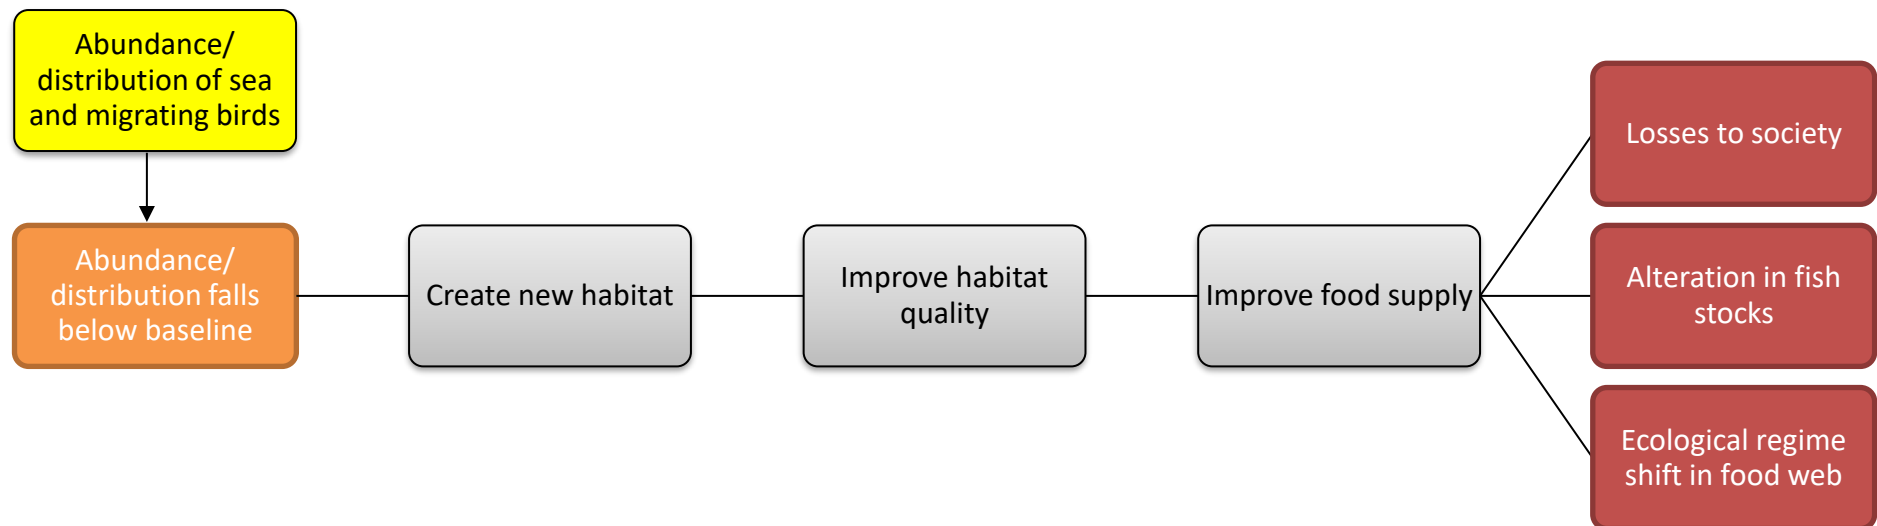 Abundance/
distribution of sea
and migrating birds
Abundance/
distribution falls
below baseline
Create new habitat
Improve habitat
quality
Improve food supply
Losses to society
Alteration in fish
stocks
Ecological regime
shift in food web